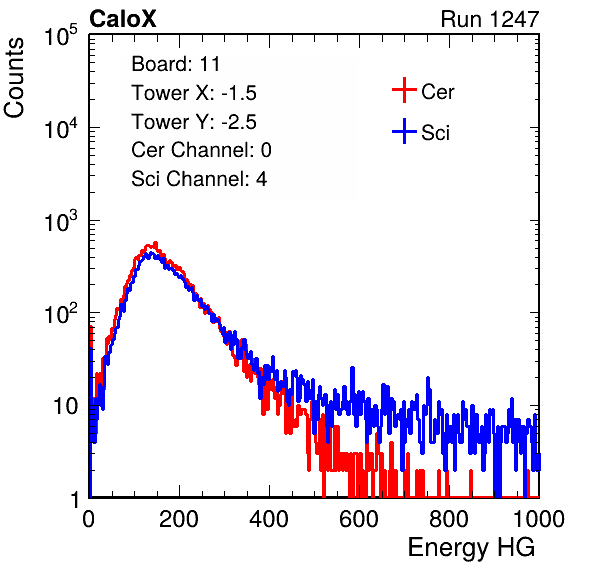 CaloX Run 1247
Counts
10^5
Board: 11
Tower X: -1.5
Tower Y: -2.5
Cer Channel: 0
Sci Channel: 4
Cer
Sci
10^4
10^3
10^2
10
1
0 200 400 600 800 1000
Energy HG